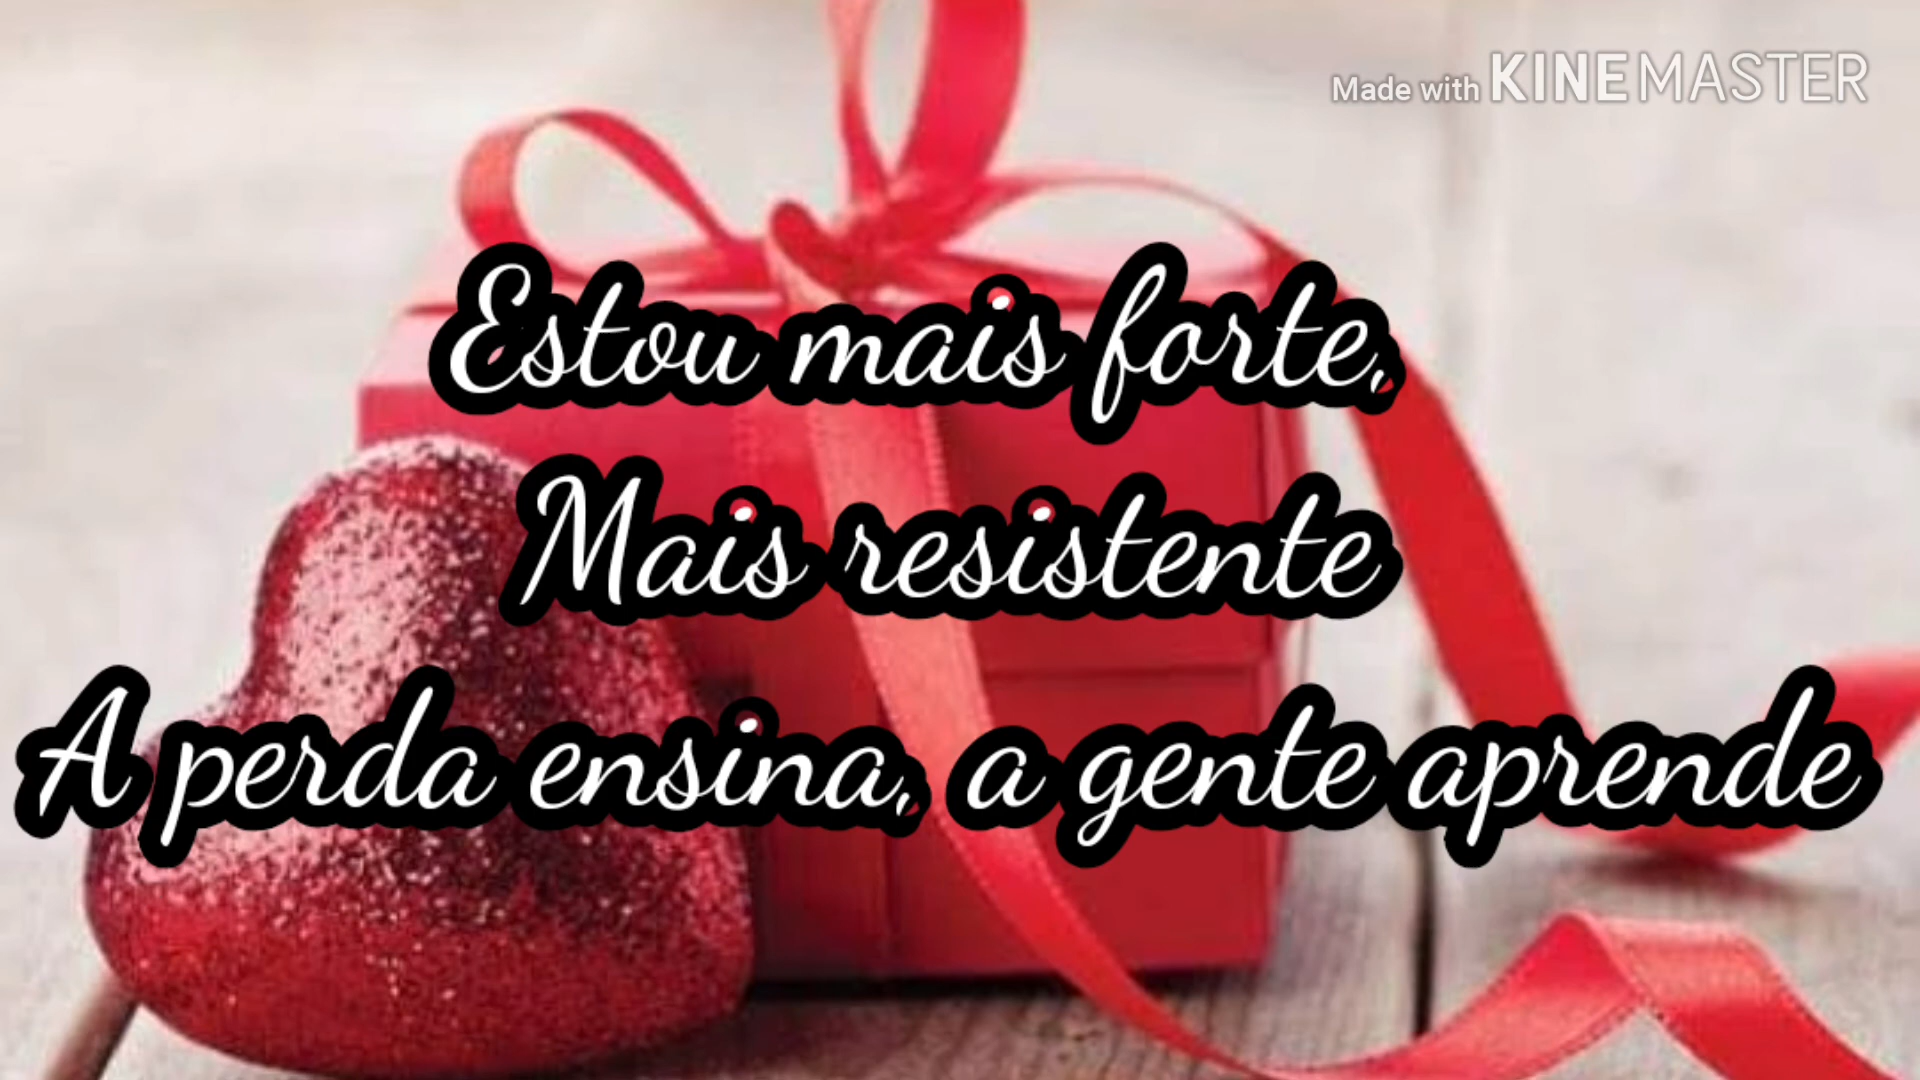 Made with KINEMASTER
Estou mais forte,
Mais resistente
A perda ensina, a gente aprende